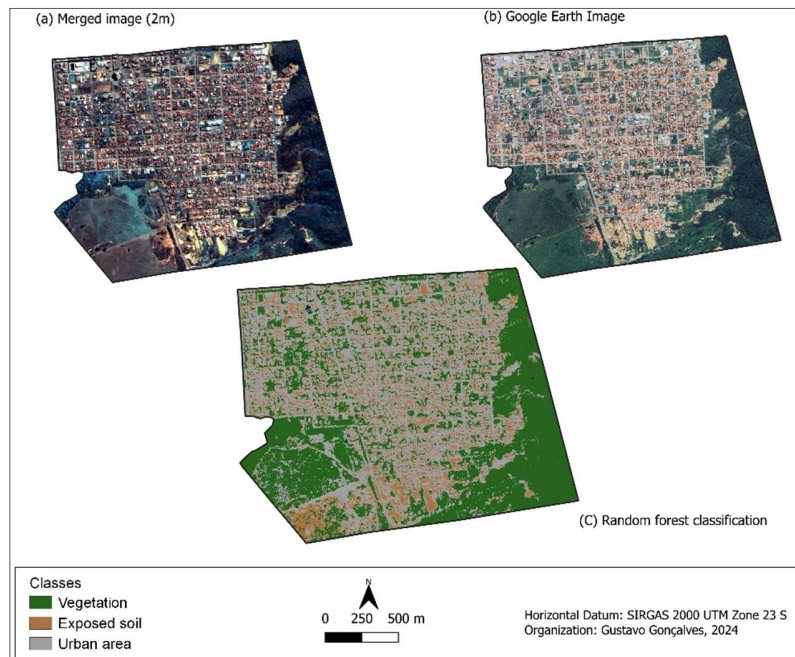 (a) Merged image (2m)
(b) Google Earth Image
(C) Random forest classification
Classes
Vegetation
Exposed soil
Urban area
N
0 250 500 m
Horizontal Datum: SIRGAS 2000 UTM Zone 23 S
Organization: Gustavo Gonçalves, 2024